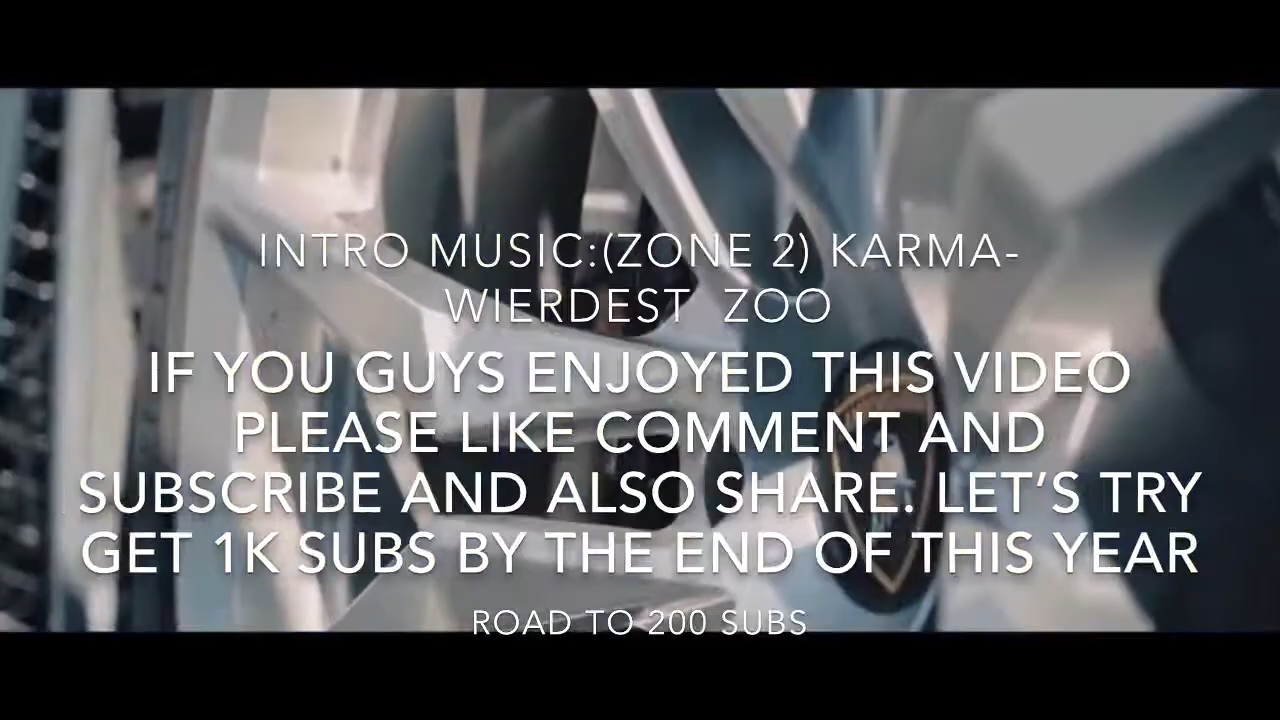 INTRO MUSIC:(ZONE 2) KARMA-
WIERDEST  ZOO
IF YOU GUYS ENJOYED THIS VIDEO
PLEASE LIKE COMMENT AND
SUBSCRIBE AND ALSO SHARE. LET’S TRY
GET 1K SUBS BY THE END OF THIS YEAR
ROAD TO 200 SUBS